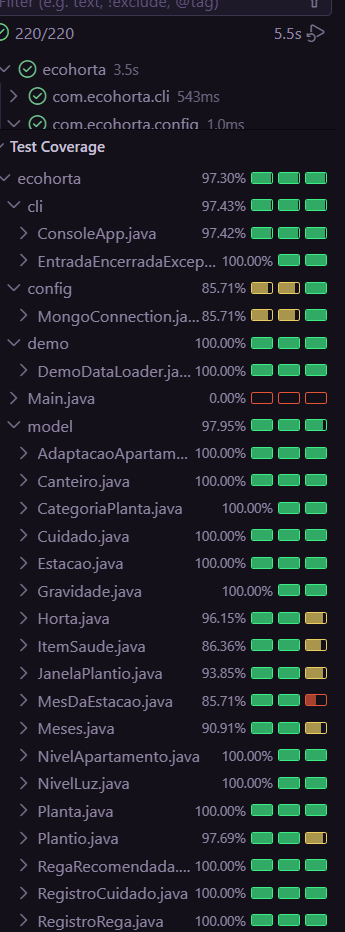 Filter (e.g. text, !exclude, @tag)
220/220 5.5s
ecohorta 3.5s
com.ecohorta.cli 543ms
com.ecohorta.config 1.0ms
Test Coverage
ecohorta 97.30%
cli 97.43%
ConsoleApp.java 97.42%
EntradaEncerradaExcep... 100.00%
config 85.71%
MongoConnection.ja... 85.71%
demo 100.00%
DemoDataLoader.ja... 100.00%
Main.java 0.00%
model 97.95%
AdaptacaoApartam... 100.00%
Canteiro.java 100.00%
CategoriaPlanta.java 100.00%
Cuidado.java 100.00%
Estacao.java 100.00%
Gravidade.java 100.00%
Horta.java 96.15%
ItemSaude.java 86.36%
JanelaPlantio.java 93.85%
MesDaEstacao.java 85.71%
Meses.java 90.91%
NivelApartamento.java 100.00%
NivelLuz.java 100.00%
Planta.java 100.00%
Plantio.java 97.69%
RegaRecomendada.... 100.00%
RegistroCuidado.java 100.00%
RegistroRega.java 100.00%